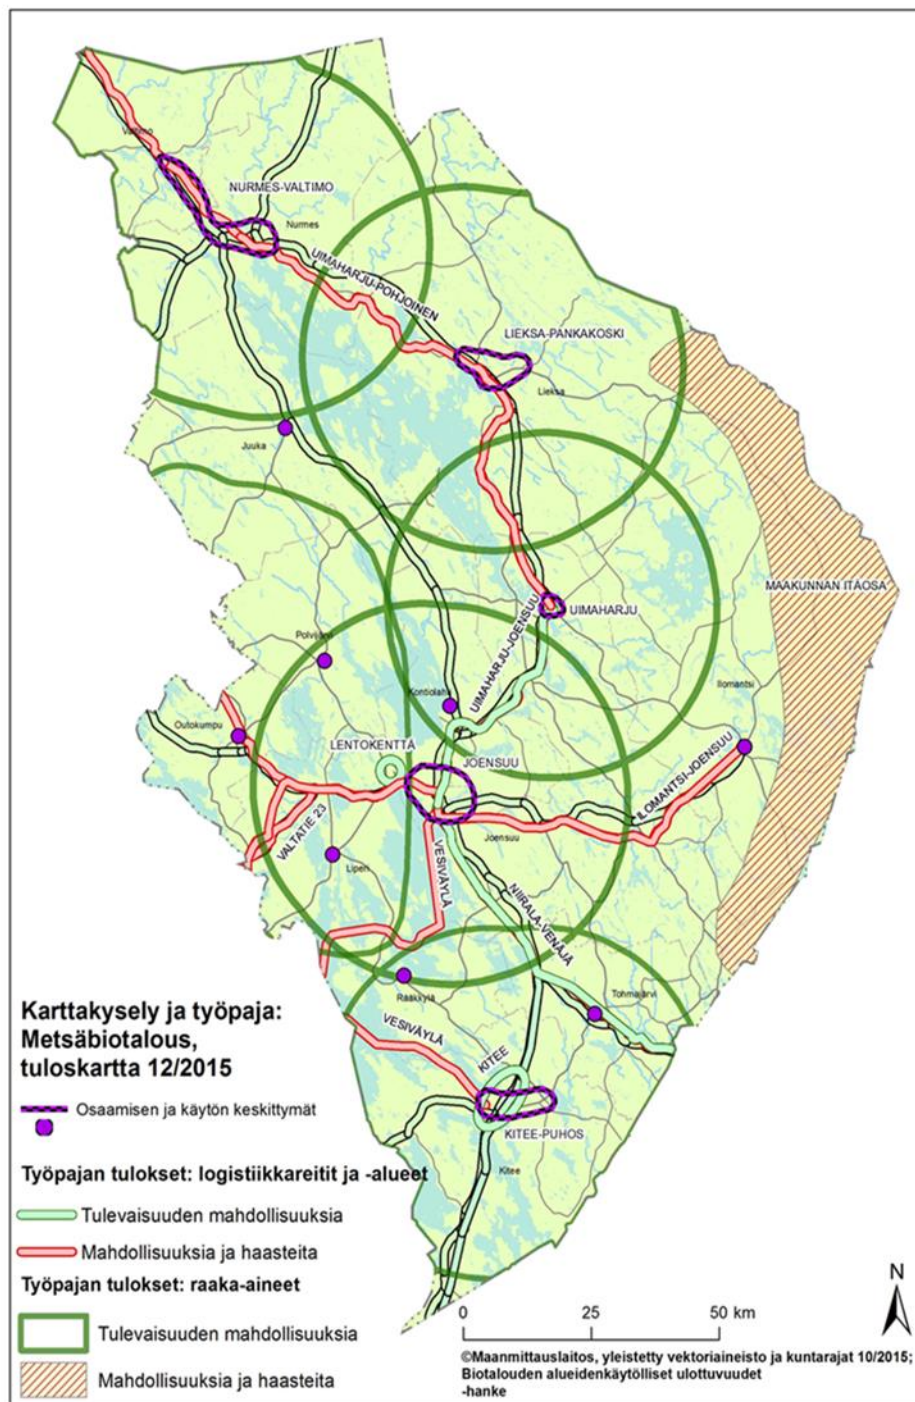 Valtimo
NURMES-VALTIMO
Nurmes
UIMAHARJU-POHJOINEN
LIEKSA-PANKAKOSKI
Lieksa
Juuka
MAAKUNNAN ITÄOSA
UIMAHARJU
UIMAHARJU-JOENSUU
Polvijärvi
Ilomantsi
Kontiolahti
Outokumpu
LENTOKENTTÄ
JOENSUU
ILOMANTSI-JOENSUU
VALTATIE 23
Joensuu
Liperi
VESIVÄYLÄ
NIIRALA-VENÄJÄ
Rääkkylä
Tohmajärvi
VESIVÄYLÄ
KITEE
KITEE-PUHOS
Kitee
Karttakysely ja työpaja:
Metsäbiotalous,
tuloskartta 12/2015
Osaamisen ja käytön keskittymät
Työpajan tulokset: logistiikkareitit ja -alueet
Tulevaisuuden mahdollisuuksia
Mahdollisuuksia ja haasteita
Työpajan tulokset: raaka-aineet
Tulevaisuuden mahdollisuuksia
Mahdollisuuksia ja haasteita
N
0 25 50 km
©Maanmittauslaitos, yleistetty vektoriaineisto ja kuntarajat 10/2015;
Biotalouden alueidenkäytölliset ulottuvuudet
-hanke